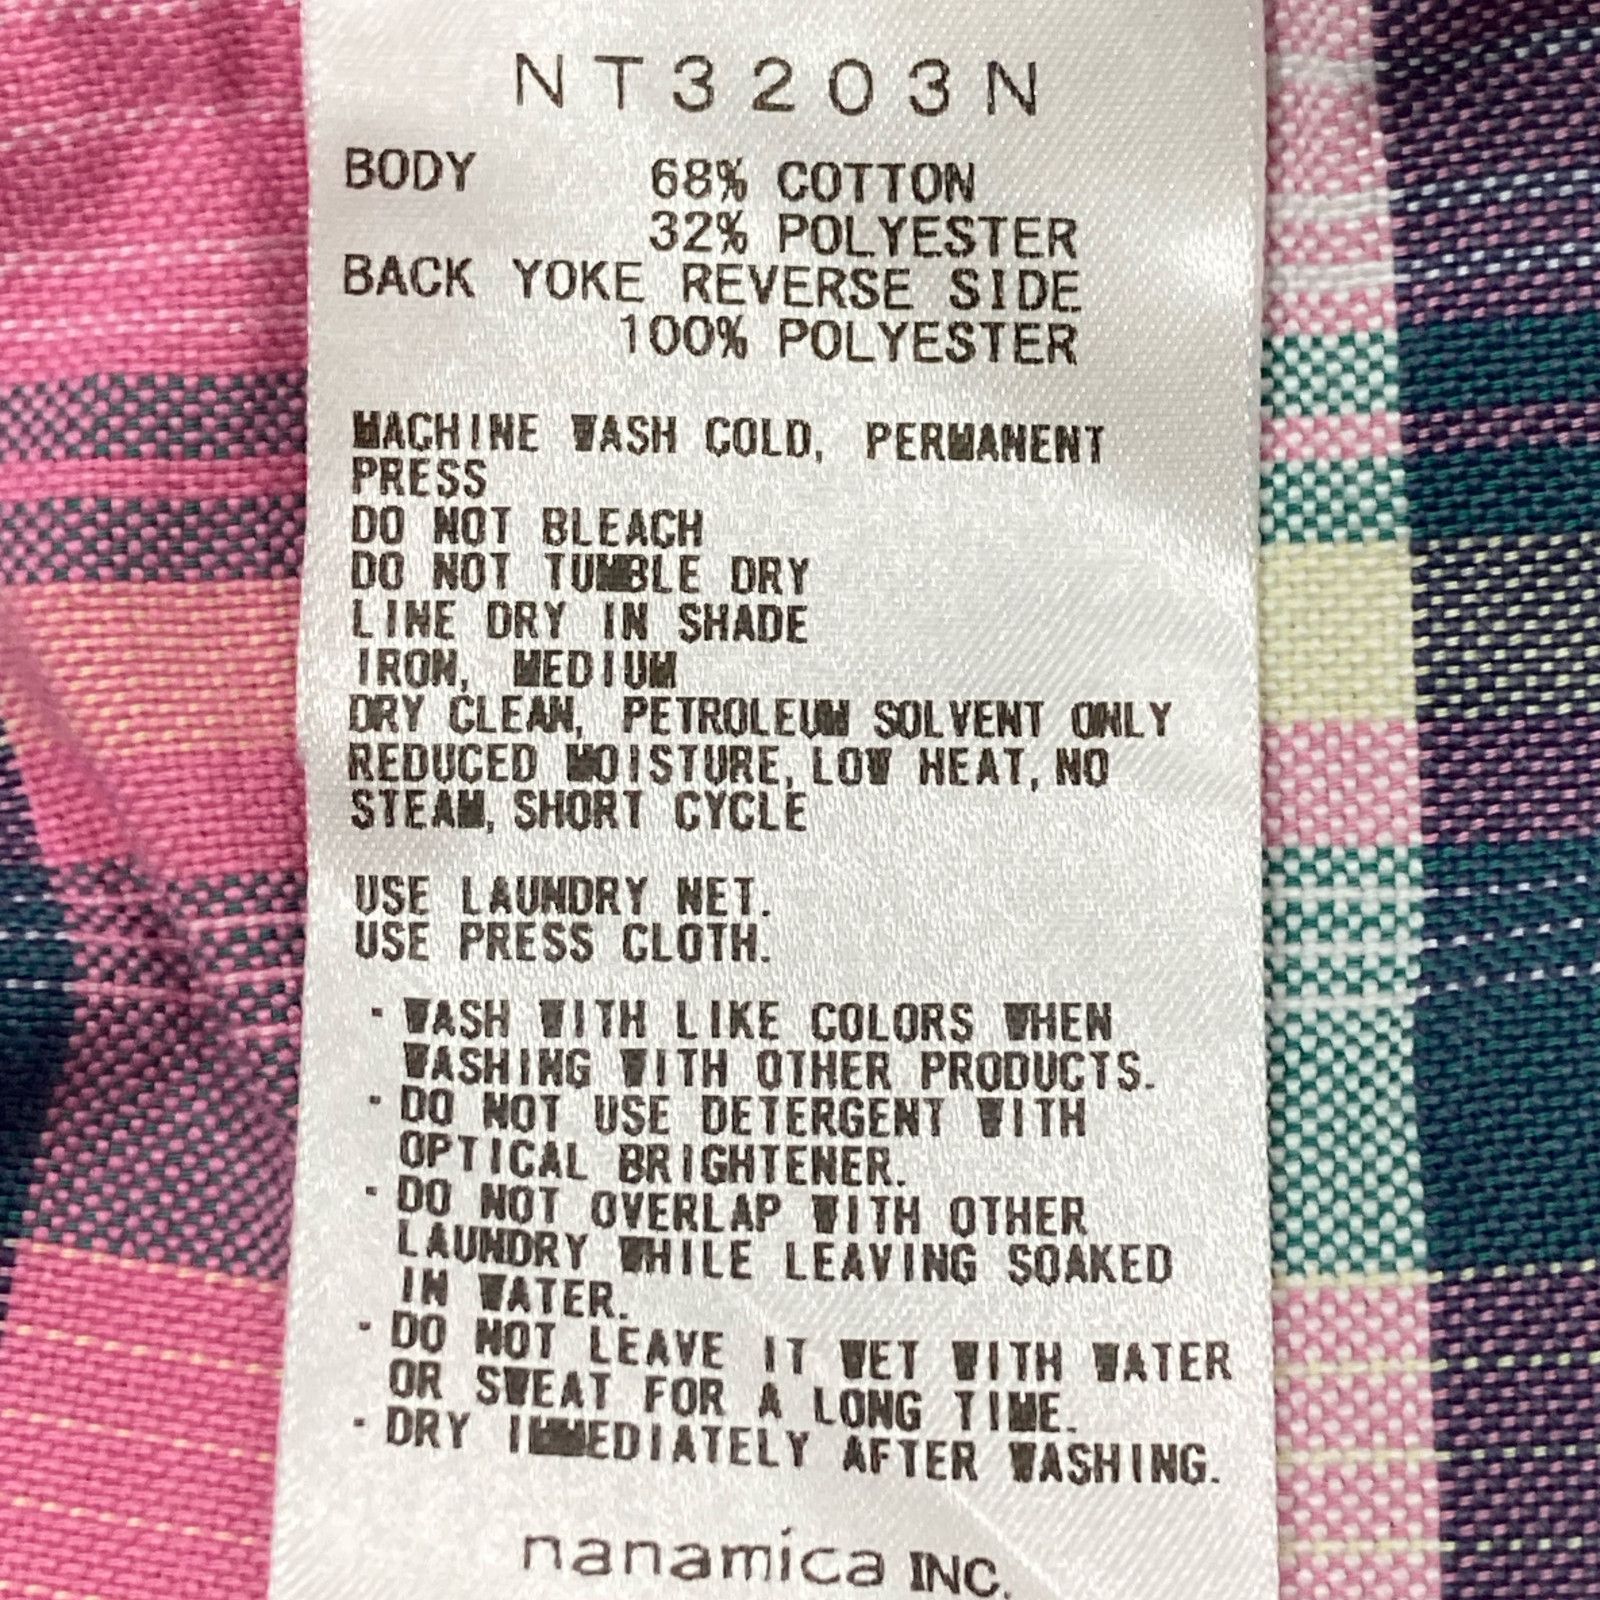 NT3203N
BODY 68% COTTON
32% POLYESTER
BACK YOKE REVERSE SIDE
100% POLYESTER
MACHINE WASH COLD, PERMANENT
PRESS
DO NOT BLEACH
DO NOT TUMBLE DRY
LINE DRY IN SHADE
IRON, MEDIUM
DRY CLEAN, PETROLEUM SOLVENT ONLY
REDUCED MOISTURE, LOW HEAT, NO
STEAM, SHORT CYCLE
USE LAUNDRY NET.
USE PRESS CLOTH.
・WASH WITH LIKE COLORS WHEN
WASHING WITH OTHER PRODUCTS.
・DO NOT USE DETERGENT WITH
OPTICAL BRIGHTENER.
・DO NOT OVERLAP WITH OTHER
LAUNDRY WHILE LEAVING SOAKED
IN WATER.
・DO NOT LEAVE IT WET WITH WATER
OR SWEAT FOR A LONG TIME.
・DRY IMMEDIATELY AFTER WASHING.
nanamica INC.